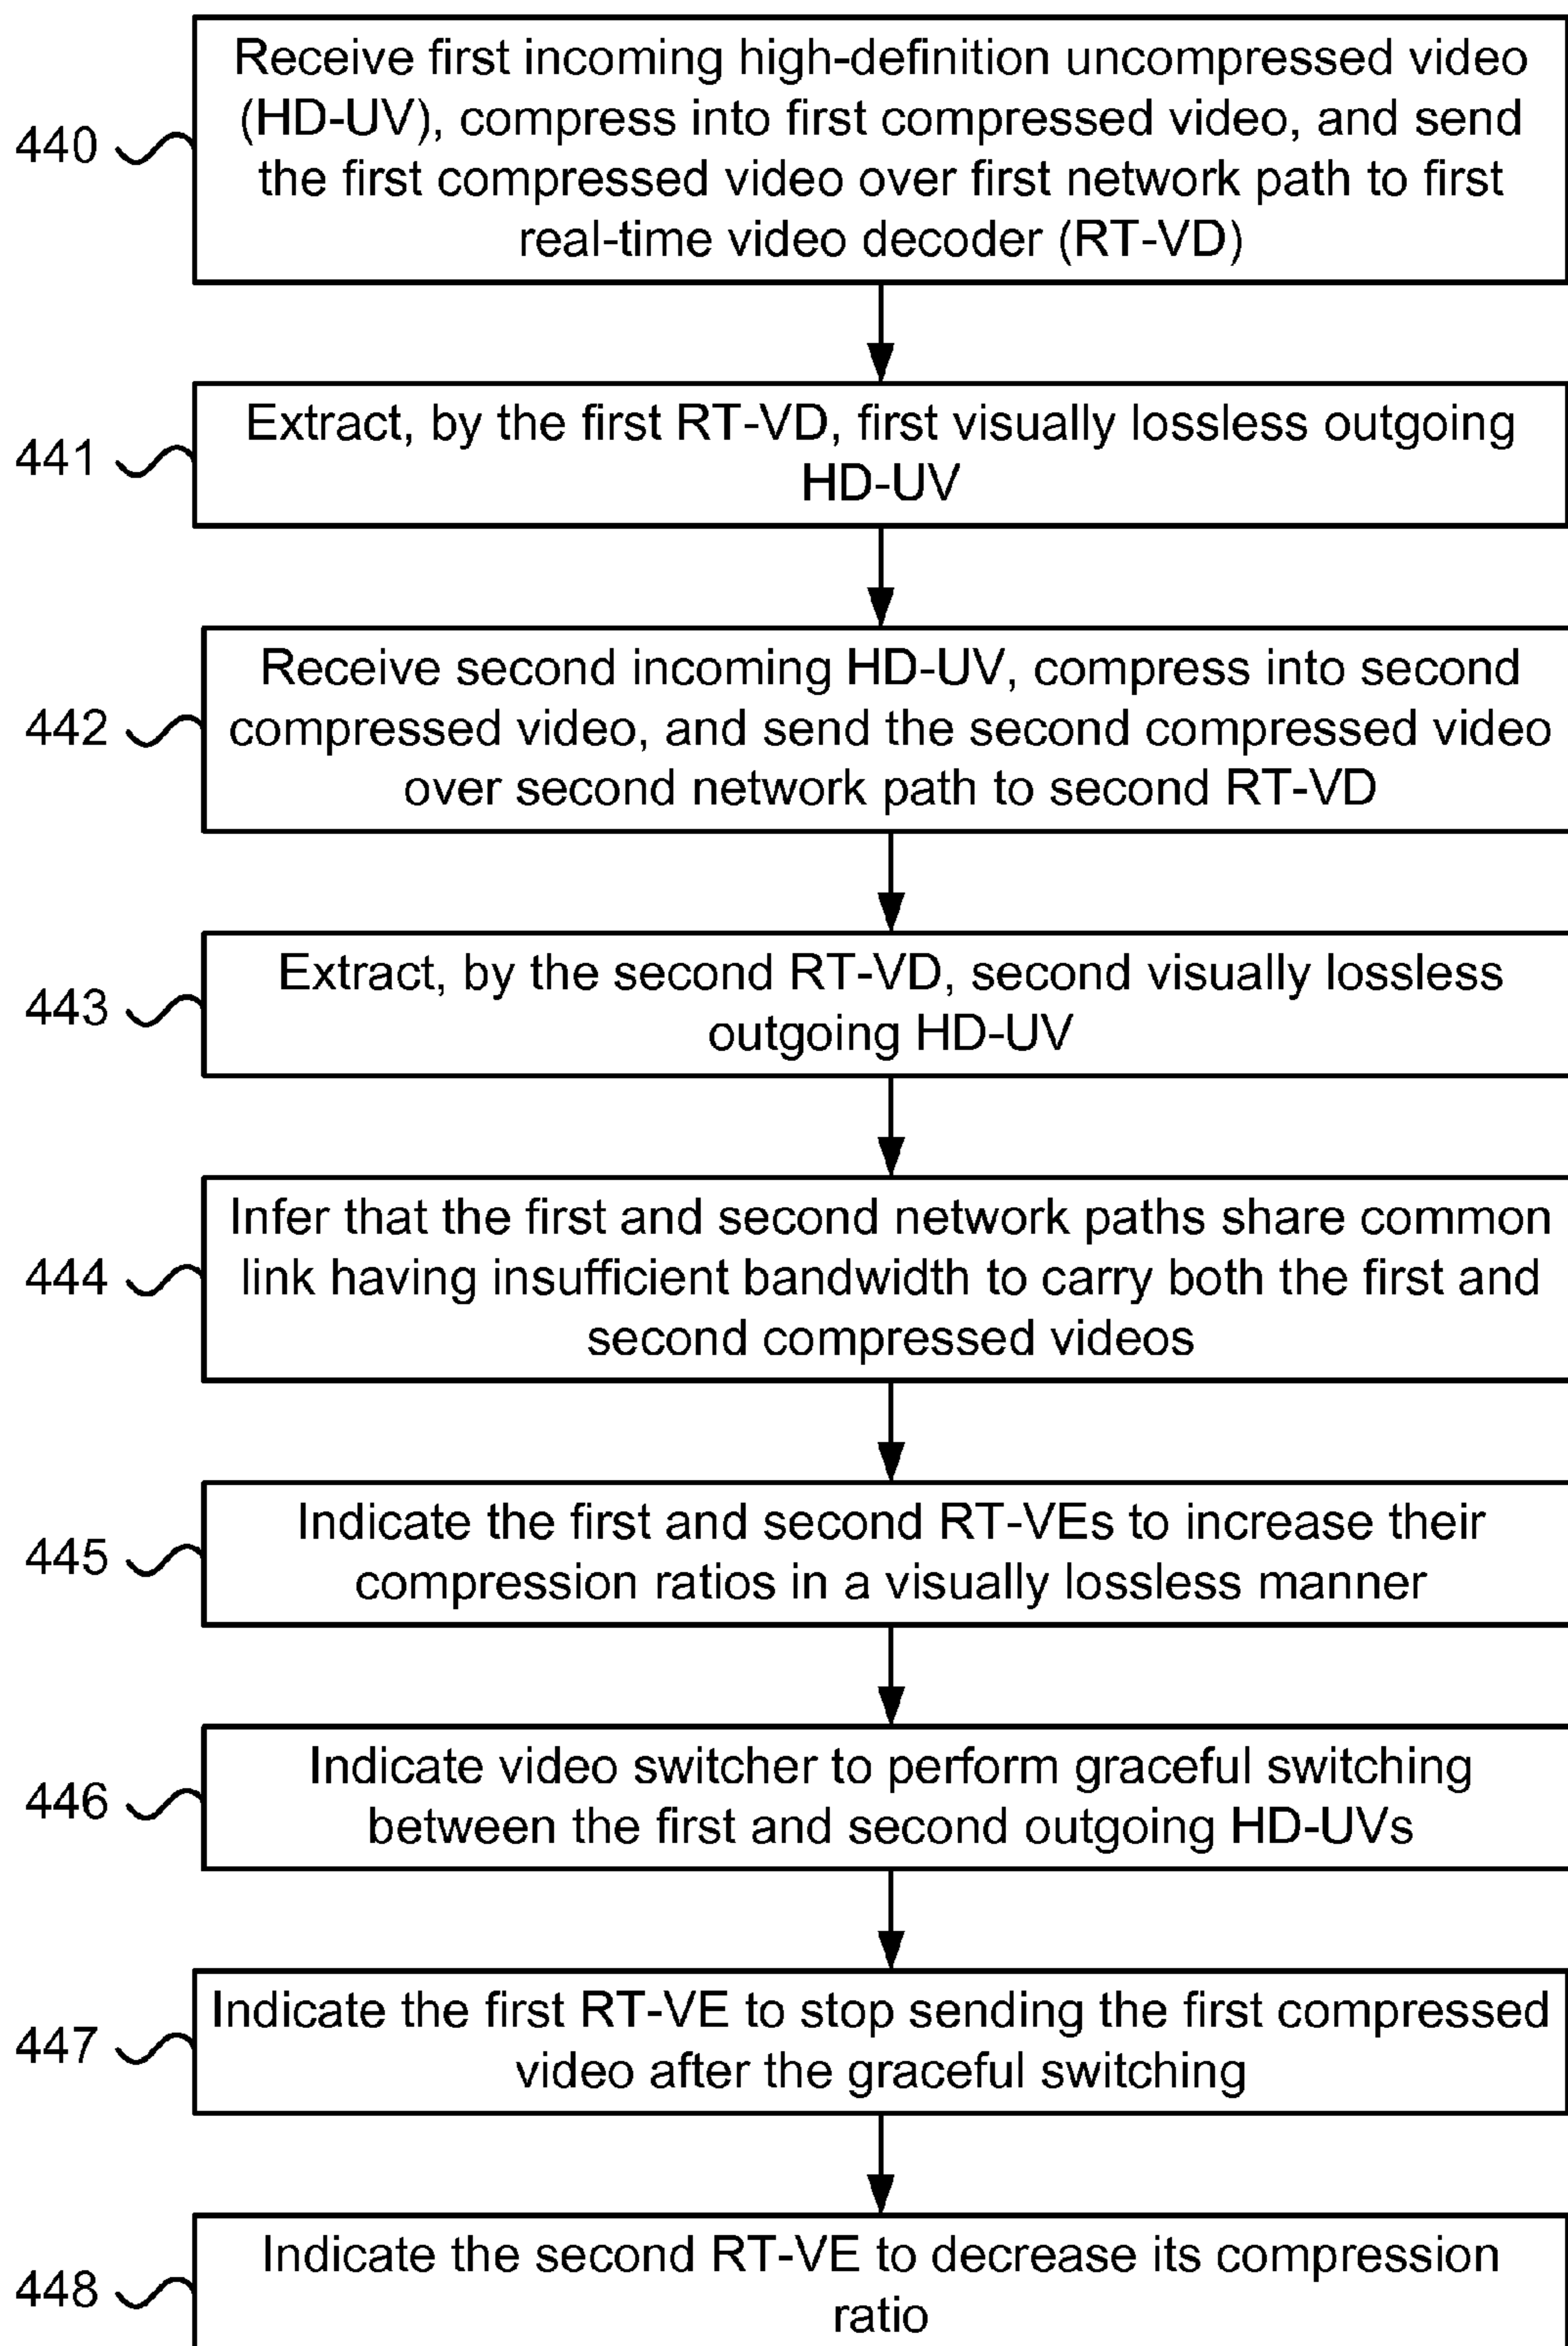 Receive first incoming high-definition uncompressed video
(HD-UV), compress into first compressed video, and send
the first compressed video over first network path to first
real-time video decoder (RT-VD)
440
Extract, by the first RT-VD, first visually lossless outgoing
HD-UV
441
Receive second incoming HD-UV, compress into second
compressed video, and send the second compressed video
over second network path to second RT-VD
442
Extract, by the second RT-VD, second visually lossless
outgoing HD-UV
443
Infer that the first and second network paths share common
link having insufficient bandwidth to carry both the first and
second compressed videos
444
Indicate the first and second RT-VEs to increase their
compression ratios in a visually lossless manner
445
Indicate video switcher to perform graceful switching
between the first and second outgoing HD-UVs
446
Indicate the first RT-VE to stop sending the first compressed
video after the graceful switching
447
Indicate the second RT-VE to decrease its compression
ratio
448